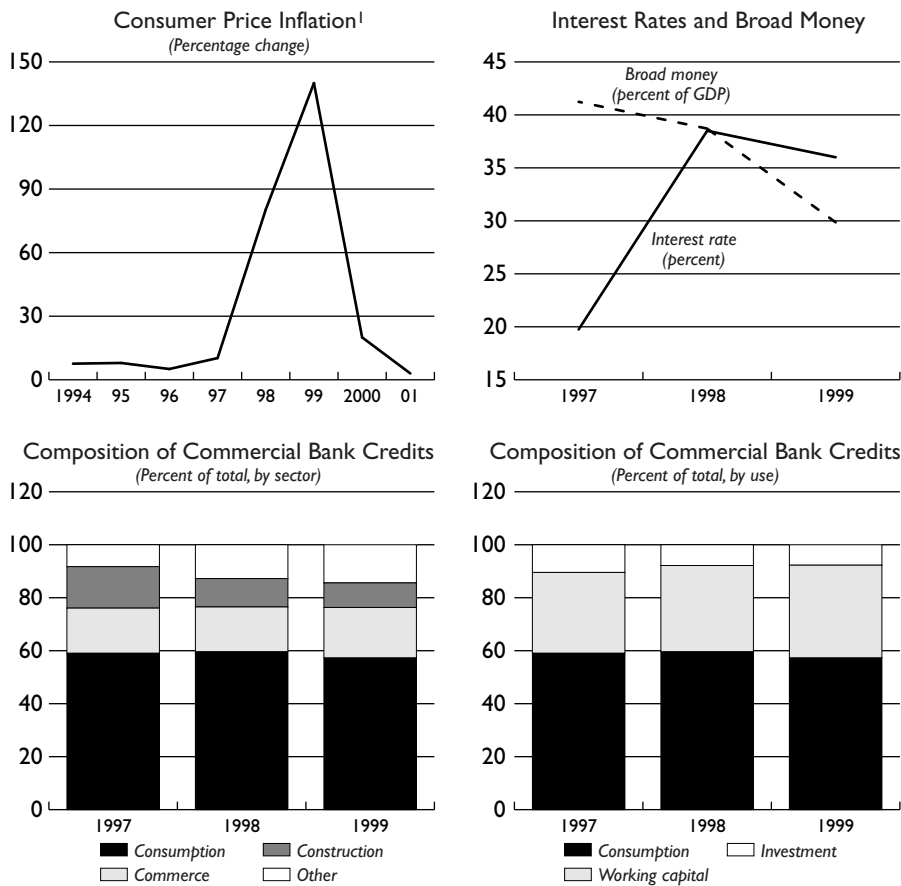 Consumer Price Inflation¹
(Percentage change)
150
120
90
60
30
0
1994 95 96 97 98 99 2000 01
Interest Rates and Broad Money
45
40
35
30
25
20
15
Broad money
(percent of GDP)
Interest rate
(percent)
1997 1998 1999
Composition of Commercial Bank Credits
(Percent of total, by sector)
120
100
80
60
40
20
0
1997 1998 1999
Consumption Construction
Commerce Other
Composition of Commercial Bank Credits
(Percent of total, by use)
120
100
80
60
40
20
0
1997 1998 1999
Consumption Investment
Working capital